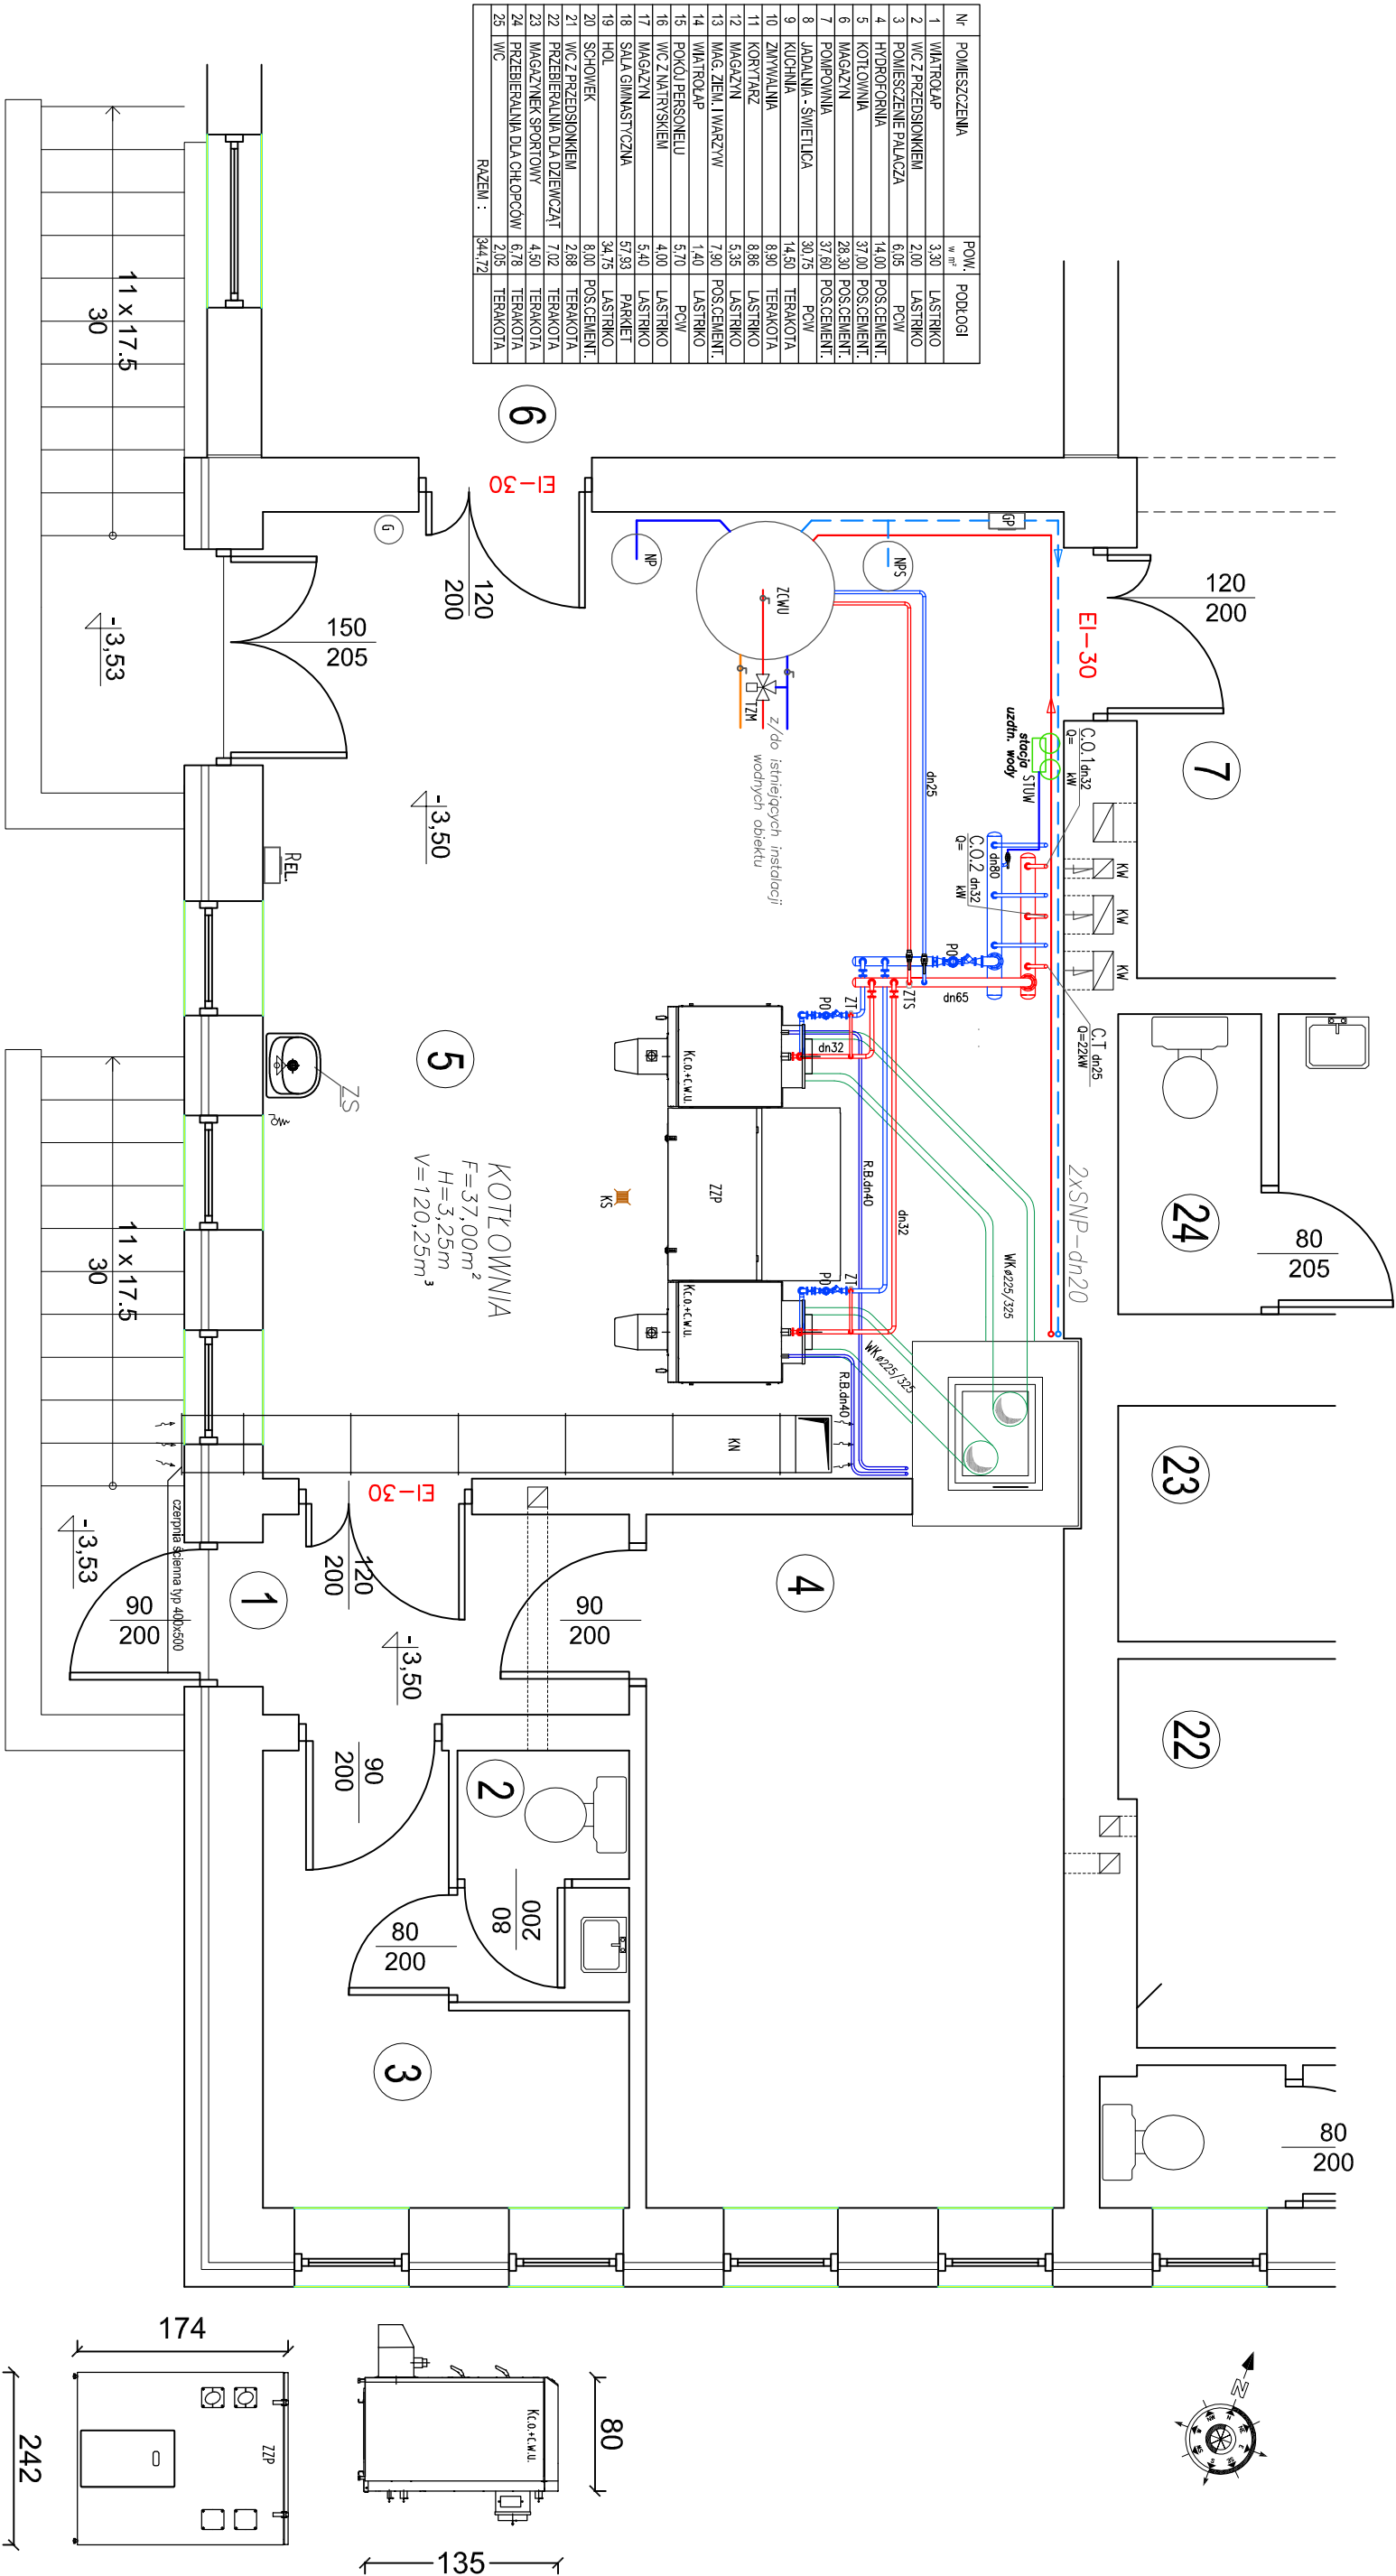 Nr POMIESZCZENIA POW. w m² PODŁOGI
1 WIATROŁAP 3,30 LASTRIKO
2 WC Z PRZEDSIONKIEM 2,00 LASTRIKO
3 POMIESCZENIE PALACZA 6,05 PCW
4 HYDROFORNIA 14,00 POS.CEMENT.
5 KOTŁOWNIA 37,00 POS.CEMENT.
6 MAGAZYN 28,30 POS.CEMENT.
7 POMPOWNIA 37,60 POS.CEMENT.
8 JADALNIA - ŚWIETLICA 30,75 PCW
9 KUCHNIA 14,50 TERAKOTA
10 ZMYWALNIA 8,90 TERAKOTA
11 KORYTARZ 8,86 LASTRIKO
12 MAGAZYN 5,35 LASTRIKO
13 MAG. ZIEM. I WARZYW 7,90 POS.CEMENT.
14 WIATROŁAP 1,40 LASTRIKO
15 POKÓJ PERSONELU 5,70 PCW
16 WC Z NATRYSKIEM 4,00 LASTRIKO
17 MAGAZYN 5,40 LASTRIKO
18 SALA GIMNASTYCZNA 57,93 PARKIET
19 HOL 34,75 LASTRIKO
20 SCHOWEK 8,00 POS.CEMENT.
21 WC Z PRZEDSIONKIEM 2,68 TERAKOTA
22 PRZEBIERALNIA DLA DZIEWCZĄT 7,02 TERAKOTA
23 MAGAZYNEK SPORTOWY 4,50 TERAKOTA
24 PRZEBIERALNIA DLA CHŁOPCÓW 6,78 TERAKOTA
25 WC 2,05 TERAKOTA
RAZEM : 344,72
11 x 17.5
30
6
EI-30
G
120
200
NP
NPS
GP
ZCWU
TZM
z/do istniejących instalacji
wodnych obiektu
120
200
EI-30
7
150
205
-3,53
-3,50
REL.
stacja
uzdtn. wody
STUW
C.O.1 dn32
Q= kW
C.O.2 dn32
Q= kW
dn80
dn25
KW
KW
KW
C.T dn25
Q=22kW
PO
ZTS
dn65
ZT
PO
dn32
Kc.o.+c.w.u.
5
ZS
ZZP
KS
R.B.dn40
dn32
WKø225/325
2xSNP-dn20
24
80
205
KOTŁOWNIA
F=37,00m²
H=3,25m
V=120,25m³
ZT
PO
Kc.o.+c.w.u.
WKø225/325
R.B.dn40
KN
11 x 17.5
30
23
EI-30
120
200
czerpnia ścienna typ 400x500
-3,53
90
200
1
-3,50
90
200
4
22
90
200
2
200
80
80
200
3
80
200
174
242
ZZP
Kc.o.+c.w.u.
80
135
N